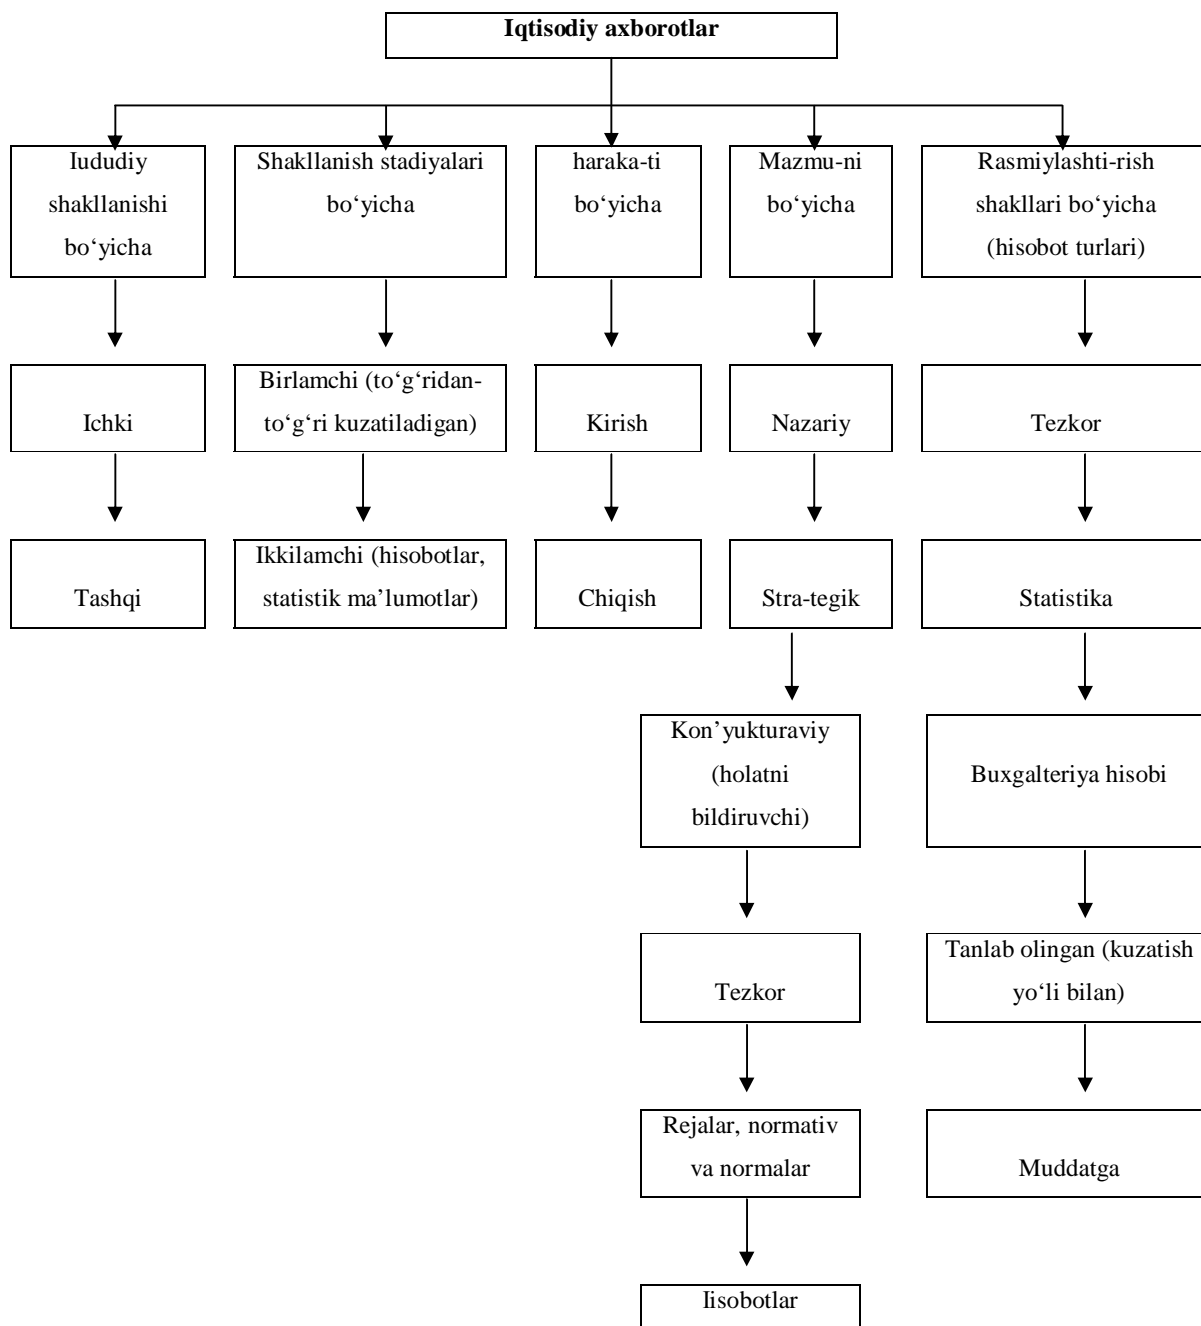 Iqtisodiy axborotlar
Iududiy
shakllanishi
bo‘yicha
Shakllanish stadiyalari
bo‘yicha
haraka-ti
bo‘yicha
Mazmu-ni
bo‘yicha
Rasmiylashti-rish
shakllari bo‘yicha
(hisobot turlari)
Ichki
Birlamchi (to‘g‘ridan-
to‘g‘ri kuzatiladigan)
Kirish
Nazariy
Tezkor
Tashqi
Ikkilamchi (hisobotlar,
statistik ma’lumotlar)
Chiqish
Stra-tegik
Statistika
Kon’yukturaviy
(holatni
bildiruvchi)
Buxgalteriya hisobi
Tezkor
Tanlab olingan (kuzatish
yo‘li bilan)
Rejalar, normativ
va normalar
Muddatga
Iisobotlar